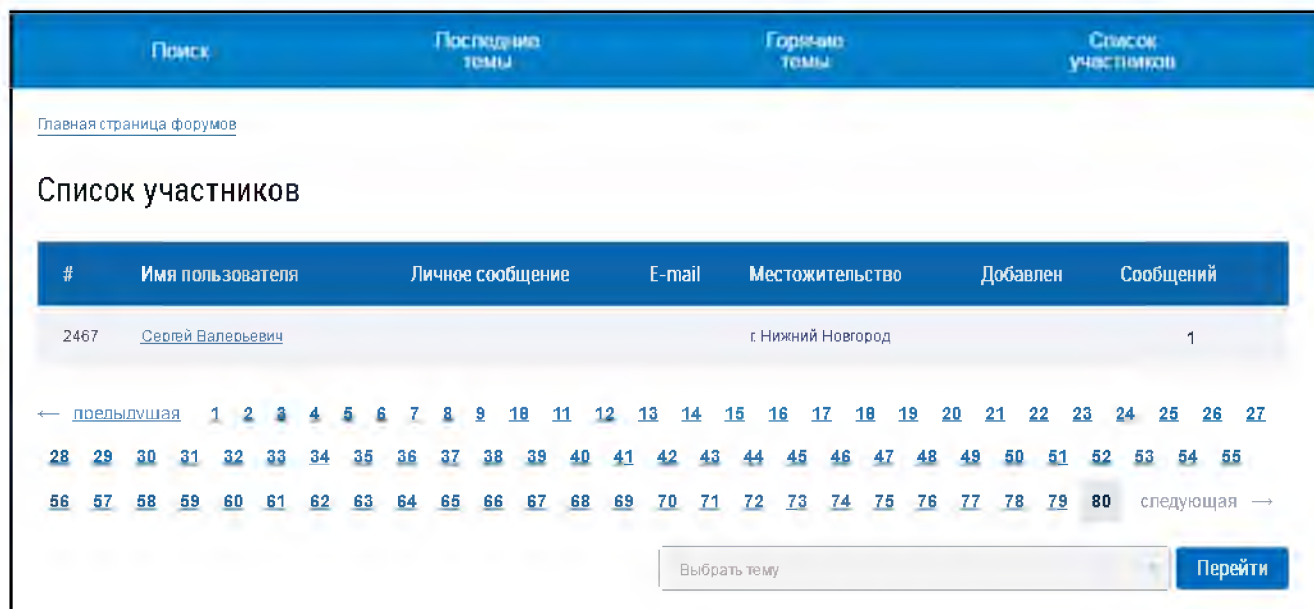 Поиск
Последние
темы
Горячие
темы
Список
участников
Главная страница форумов
Список участников
# Имя пользователя Личное сообщение E-mail Местожительство Добавлен Сообщений
2467 Сергей Валерьевич г. Нижний Новгород 1
← предыдущая 1 2 3 4 5 6 7 8 9 10 11 12 13 14 15 16 17 18 19 20 21 22 23 24 25 26 27
28 29 30 31 32 33 34 35 36 37 38 39 40 41 42 43 44 45 46 47 48 49 50 51 52 53 54 55
56 57 58 59 60 61 62 63 64 65 66 67 68 69 70 71 72 73 74 75 76 77 78 79 80 следующая →
Выбрать тему Перейти